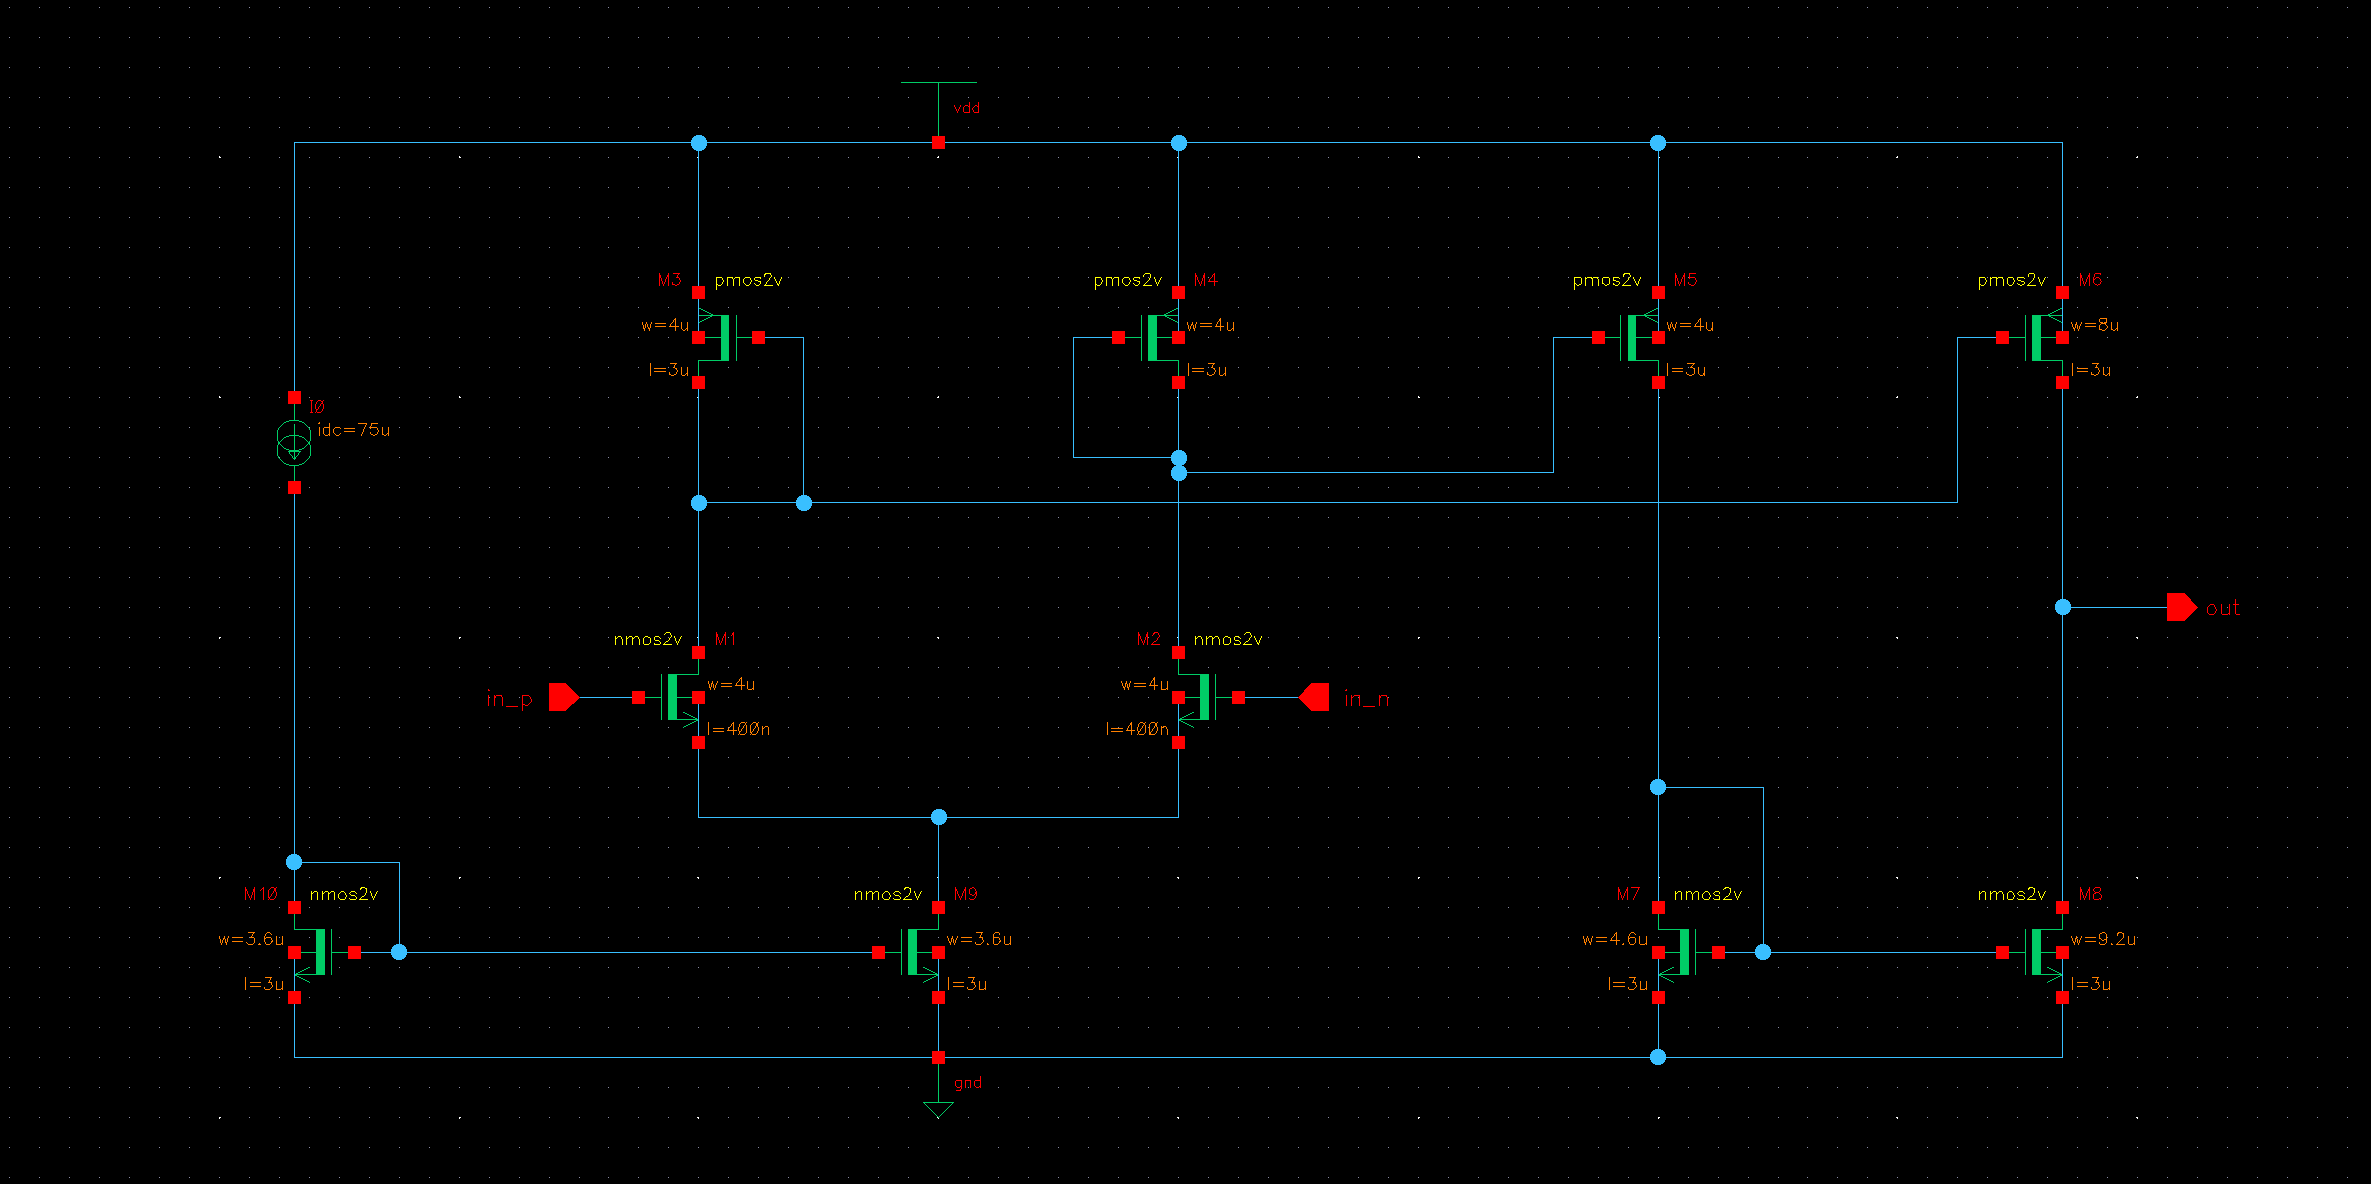 vdd
M3 pmos2v
w=4u
l=3u
pmos2v M4
w=4u
l=3u
pmos2v M5
w=4u
l=3u
pmos2v M6
w=8u
l=3u
I0
idc=75u
out
nmos2v M1
in_p
w=4u
l=400n
M2 nmos2v
w=4u
in_n
l=400n
M10 nmos2v
w=3.6u
l=3u
nmos2v M9
w=3.6u
l=3u
M7 nmos2v
w=4.6u
l=3u
nmos2v M8
w=9.2u
l=3u
gnd